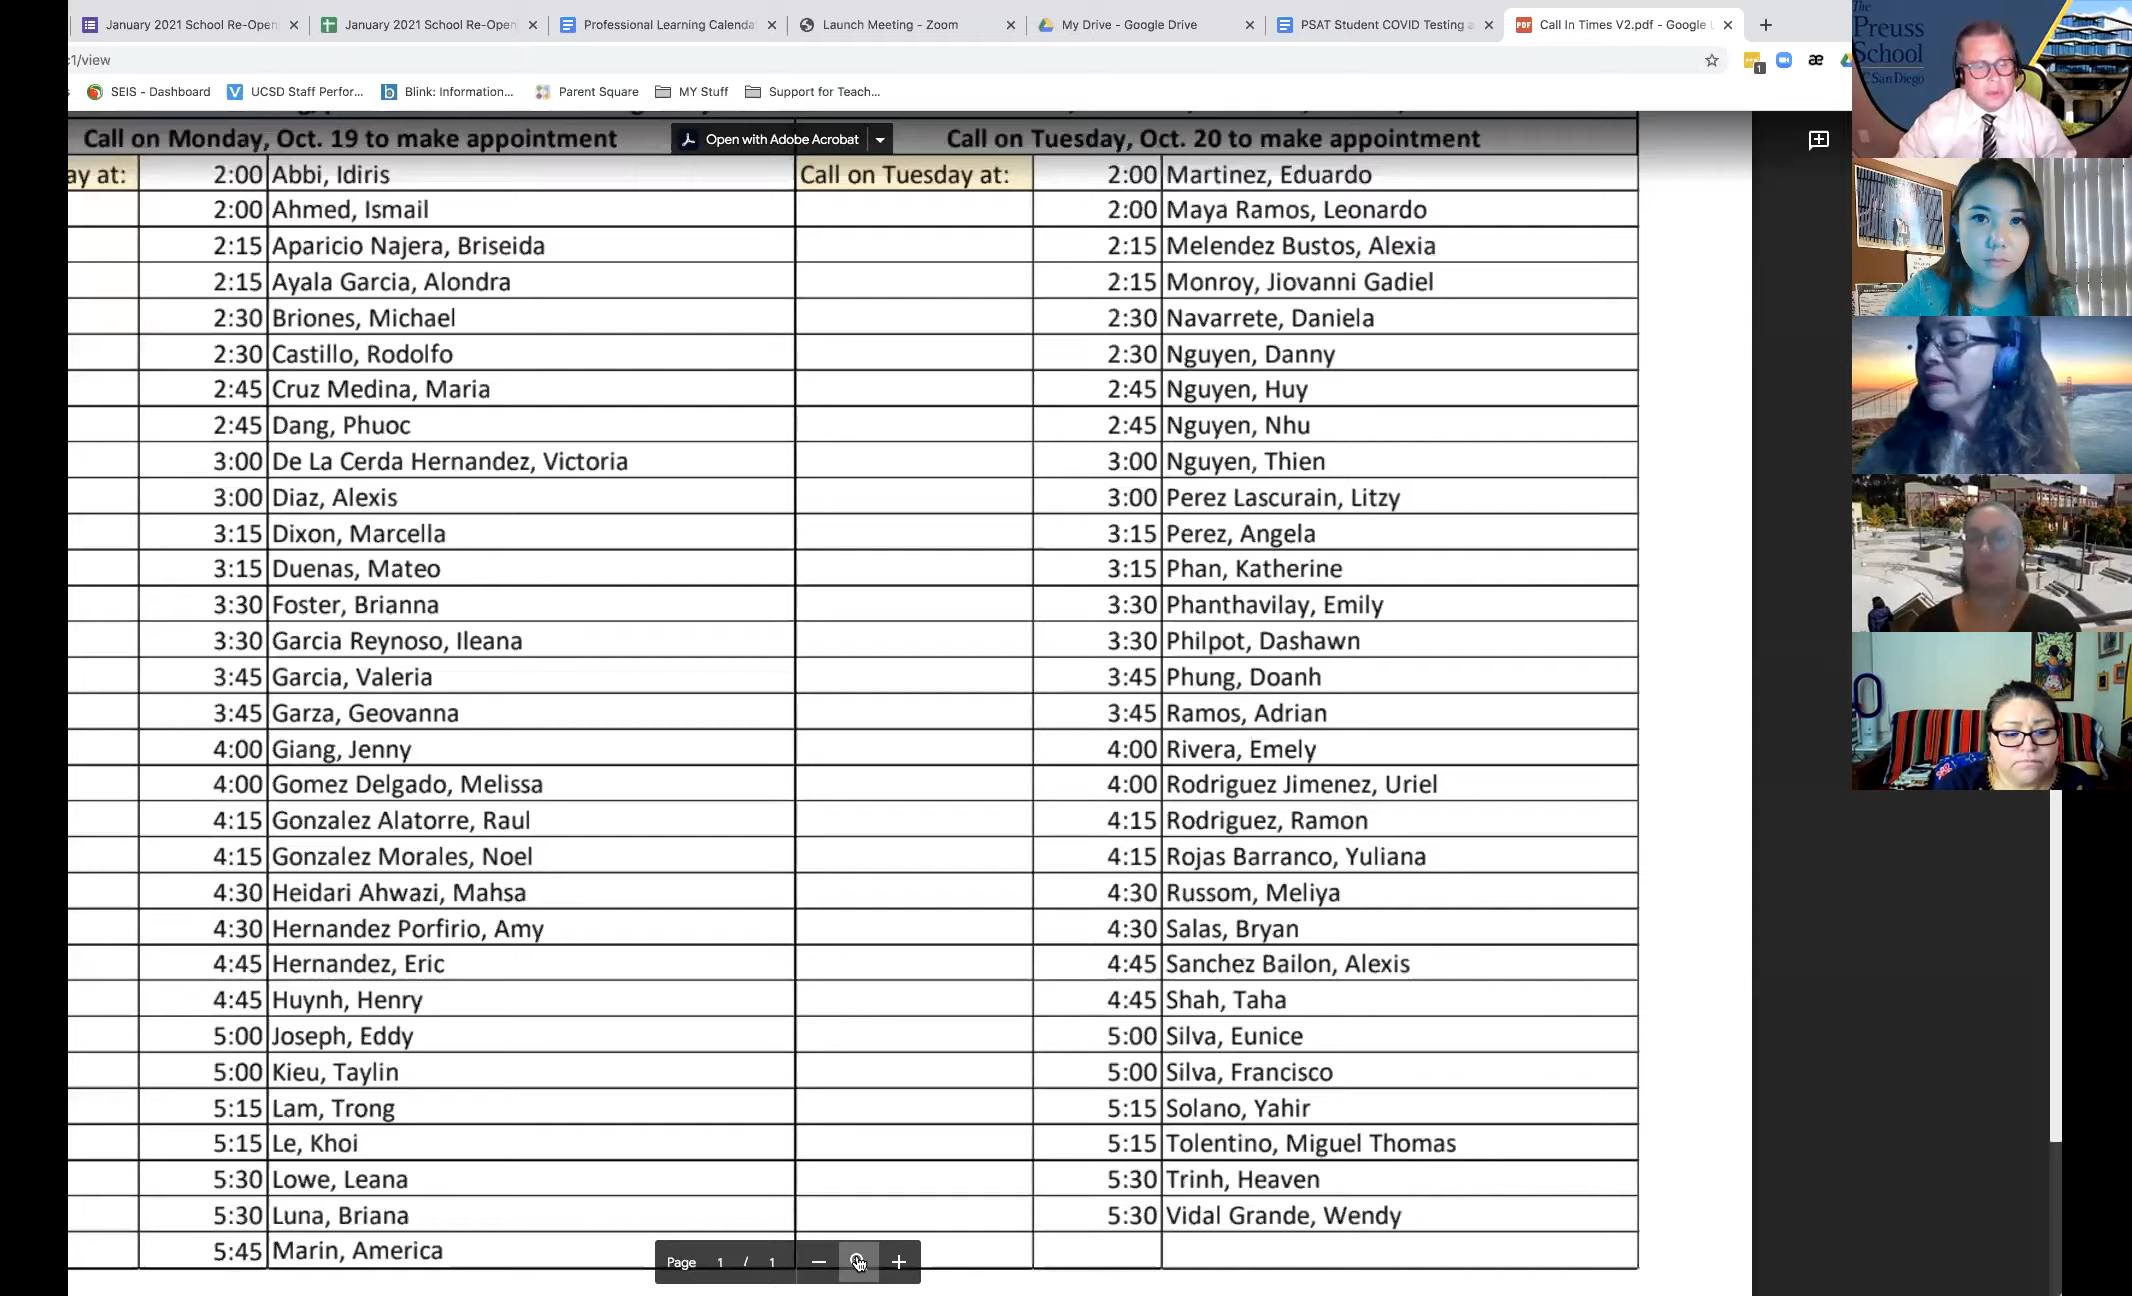 January 2021 School Re-Open
January 2021 School Re-Open
Professional Learning Calenda
Launch Meeting - Zoom
My Drive - Google Drive
PSAT Student COVID Testing a
PDF
Call In Times V2.pdf - Google
The
Preuss
School
UC San Diego
:1/view
1
æ
s
SEIS - Dashboard
UCSD Staff Perfor...
Blink: Information...
Parent Square
MY Stuff
Support for Teach...
Call on Monday, Oct. 19 to make appointment
Open with Adobe Acrobat
Call on Tuesday, Oct. 20 to make appointment
ay at: 2:00 Abbi, Idiris Call on Tuesday at: 2:00 Martinez, Eduardo
2:00 Ahmed, Ismail 2:00 Maya Ramos, Leonardo
2:15 Aparicio Najera, Briseida 2:15 Melendez Bustos, Alexia
2:15 Ayala Garcia, Alondra 2:15 Monroy, Jiovanni Gadiel
2:30 Briones, Michael 2:30 Navarrete, Daniela
2:30 Castillo, Rodolfo 2:30 Nguyen, Danny
2:45 Cruz Medina, Maria 2:45 Nguyen, Huy
2:45 Dang, Phuoc 2:45 Nguyen, Nhu
3:00 De La Cerda Hernandez, Victoria 3:00 Nguyen, Thien
3:00 Diaz, Alexis 3:00 Perez Lascurain, Litzy
3:15 Dixon, Marcella 3:15 Perez, Angela
3:15 Duenas, Mateo 3:15 Phan, Katherine
3:30 Foster, Brianna 3:30 Phanthavilay, Emily
3:30 Garcia Reynoso, Ileana 3:30 Philpot, Dashawn
3:45 Garcia, Valeria 3:45 Phung, Doanh
3:45 Garza, Geovanna 3:45 Ramos, Adrian
4:00 Giang, Jenny 4:00 Rivera, Emely
4:00 Gomez Delgado, Melissa 4:00 Rodriguez Jimenez, Uriel
4:15 Gonzalez Alatorre, Raul 4:15 Rodriguez, Ramon
4:15 Gonzalez Morales, Noel 4:15 Rojas Barranco, Yuliana
4:30 Heidari Ahwazi, Mahsa 4:30 Russom, Meliya
4:30 Hernandez Porfirio, Amy 4:30 Salas, Bryan
4:45 Hernandez, Eric 4:45 Sanchez Bailon, Alexis
4:45 Huynh, Henry 4:45 Shah, Taha
5:00 Joseph, Eddy 5:00 Silva, Eunice
5:00 Kieu, Taylin 5:00 Silva, Francisco
5:15 Lam, Trong 5:15 Solano, Yahir
5:15 Le, Khoi 5:15 Tolentino, Miguel Thomas
5:30 Lowe, Leana 5:30 Trinh, Heaven
5:30 Luna, Briana 5:30 Vidal Grande, Wendy
5:45 Marin, America
Page 1 / 1